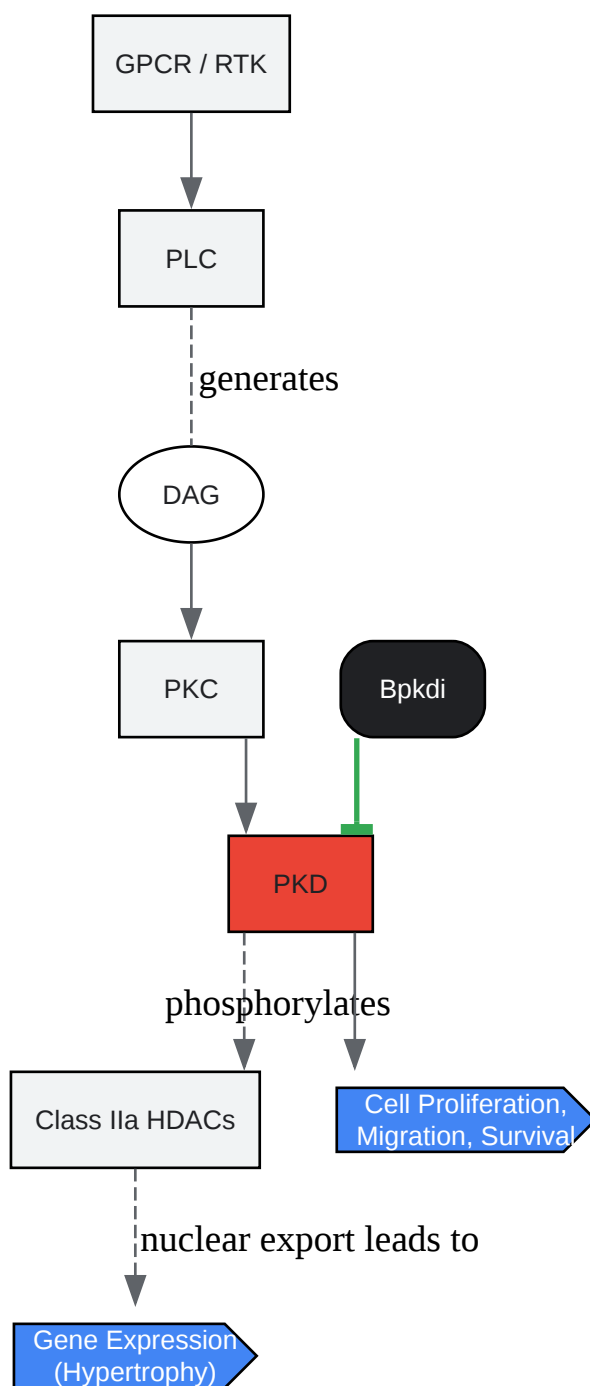 GPCR / RTK
PLC
generates
DAG
PKC
Bpkdi
PKD
phosphorylates
Class IIa HDACs
Cell Proliferation,
Migration, Survival
nuclear export leads to
Gene Expression
(Hypertrophy)